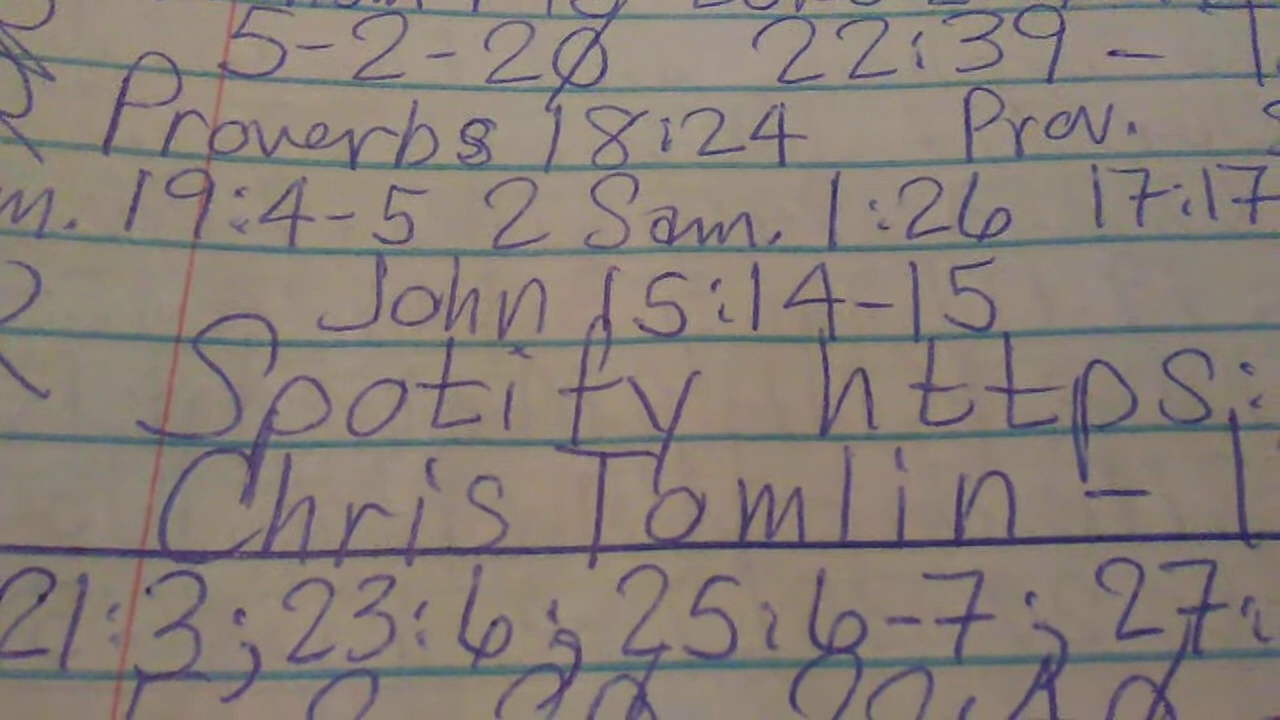 5-2-20 22:39 -
Proverbs 18:24 Prov.
m. 19:4-5 2 Sam. 1:26 17:17
John 15:14-15
Spotify https:
Chris Tomlin - I
21:3; 23:6; 25:6-7; 27: